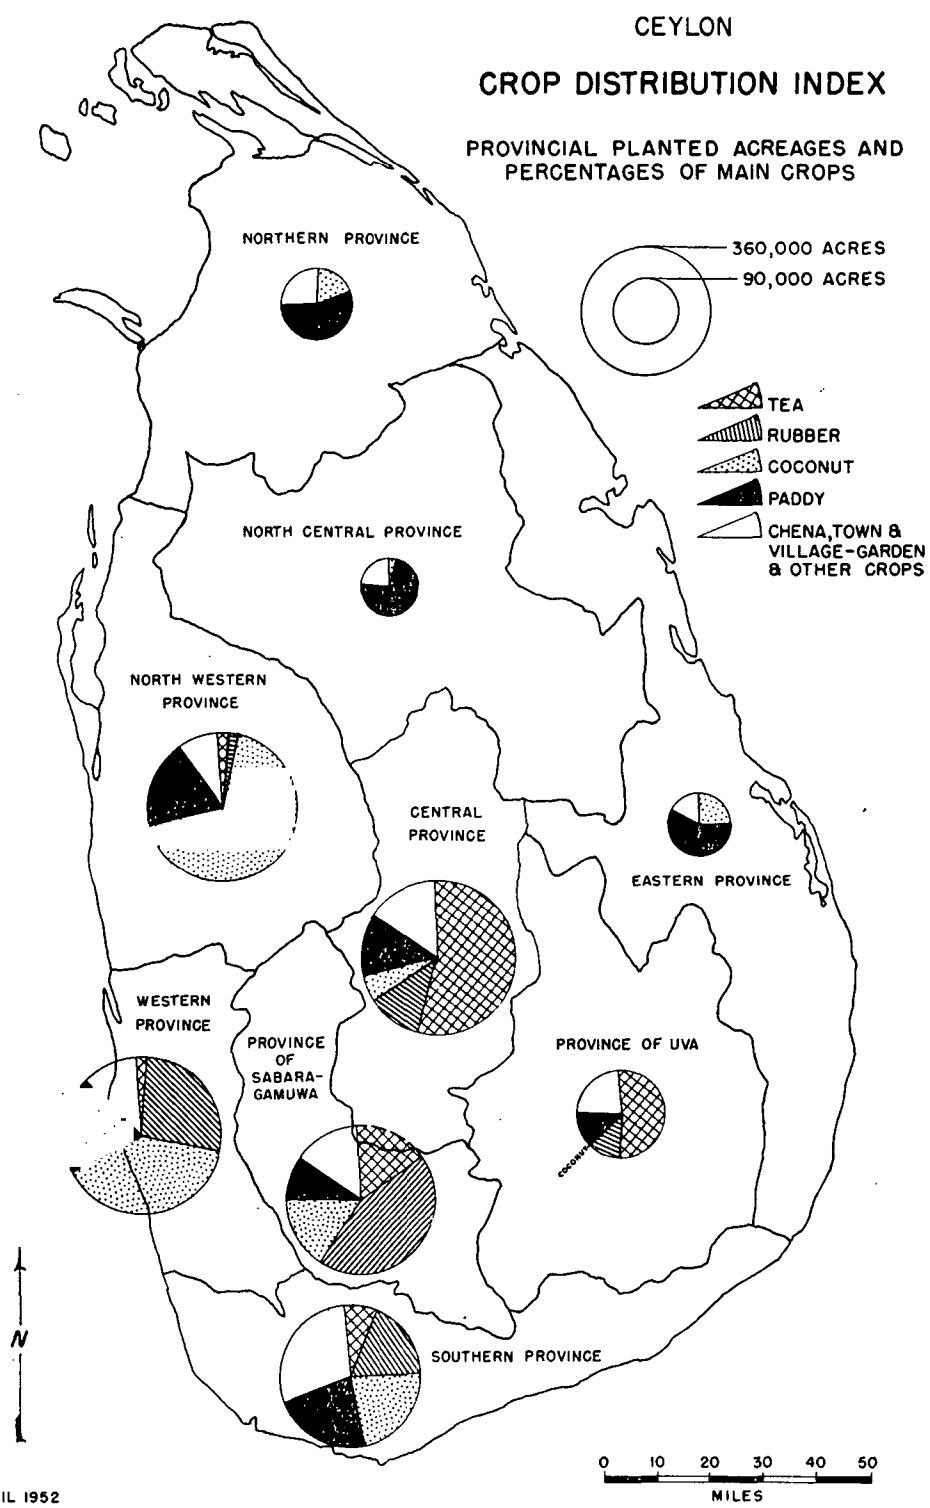 CEYLON
CROP DISTRIBUTION INDEX
PROVINCIAL PLANTED ACREAGES AND
PERCENTAGES OF MAIN CROPS
360,000 ACRES
90,000 ACRES
TEA
RUBBER
COCONUT
PADDY
CHENA, TOWN &
VILLAGE-GARDEN
& OTHER CROPS
NORTHERN PROVINCE
NORTH CENTRAL PROVINCE
NORTH WESTERN
PROVINCE
CENTRAL
PROVINCE
EASTERN PROVINCE
WESTERN
PROVINCE
PROVINCE
OF
SABARA-
GAMUWA
PROVINCE OF UVA
COCONUT
SOUTHERN PROVINCE
N
0 10 20 30 40 50
MILES
IL 1952